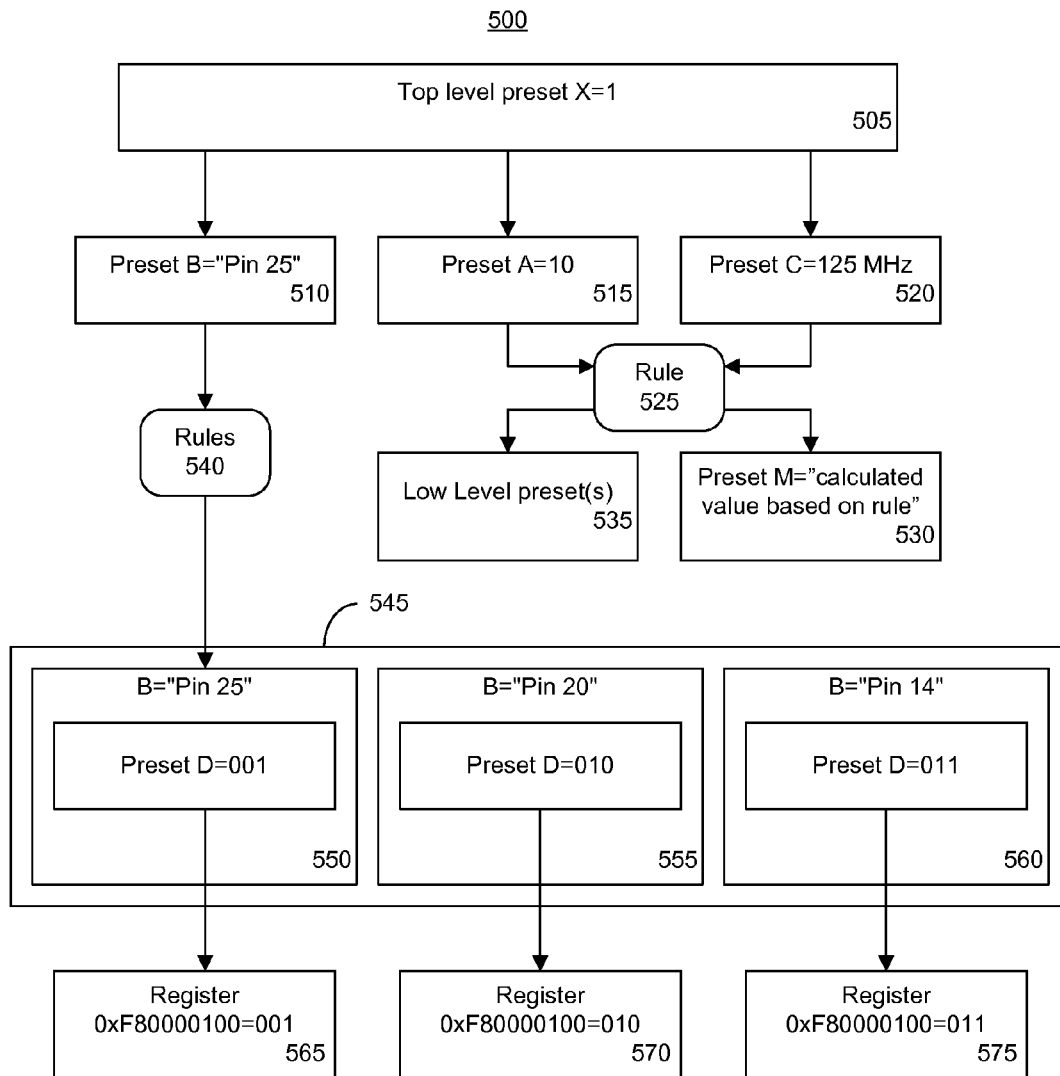 500
Top level preset X=1
505
Preset B="Pin 25"
510
Preset A=10
515
Preset C=125 MHz
520
Rule
525
Rules
540
Low Level preset(s)
535
Preset M=”calculated
value based on rule”
530
545
B="Pin 25"
Preset D=001
550
B="Pin 20"
Preset D=010
555
B="Pin 14"
Preset D=011
560
Register
0xF80000100=001
565
Register
0xF80000100=010
570
Register
0xF80000100=011
575